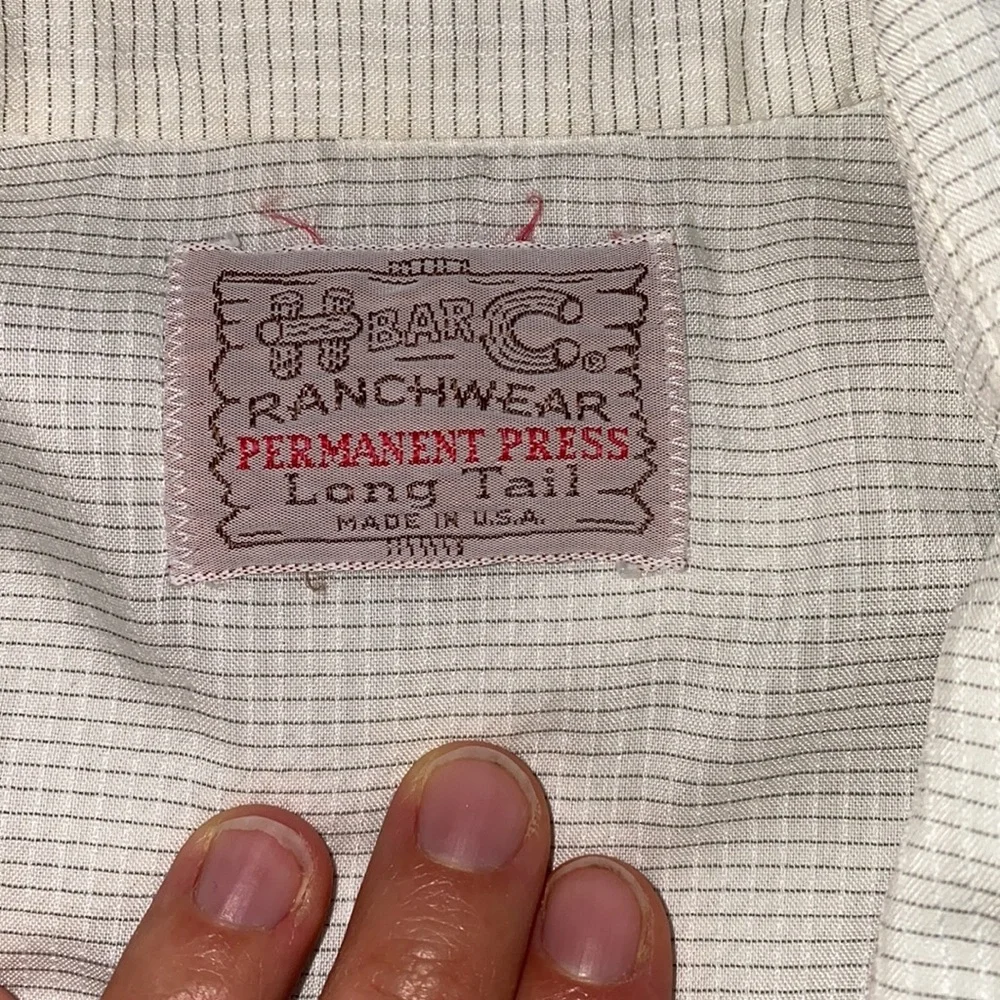 H BAR C®
RANCHWEAR
PERMANENT PRESS
Long Tail
MADE IN U.S.A.